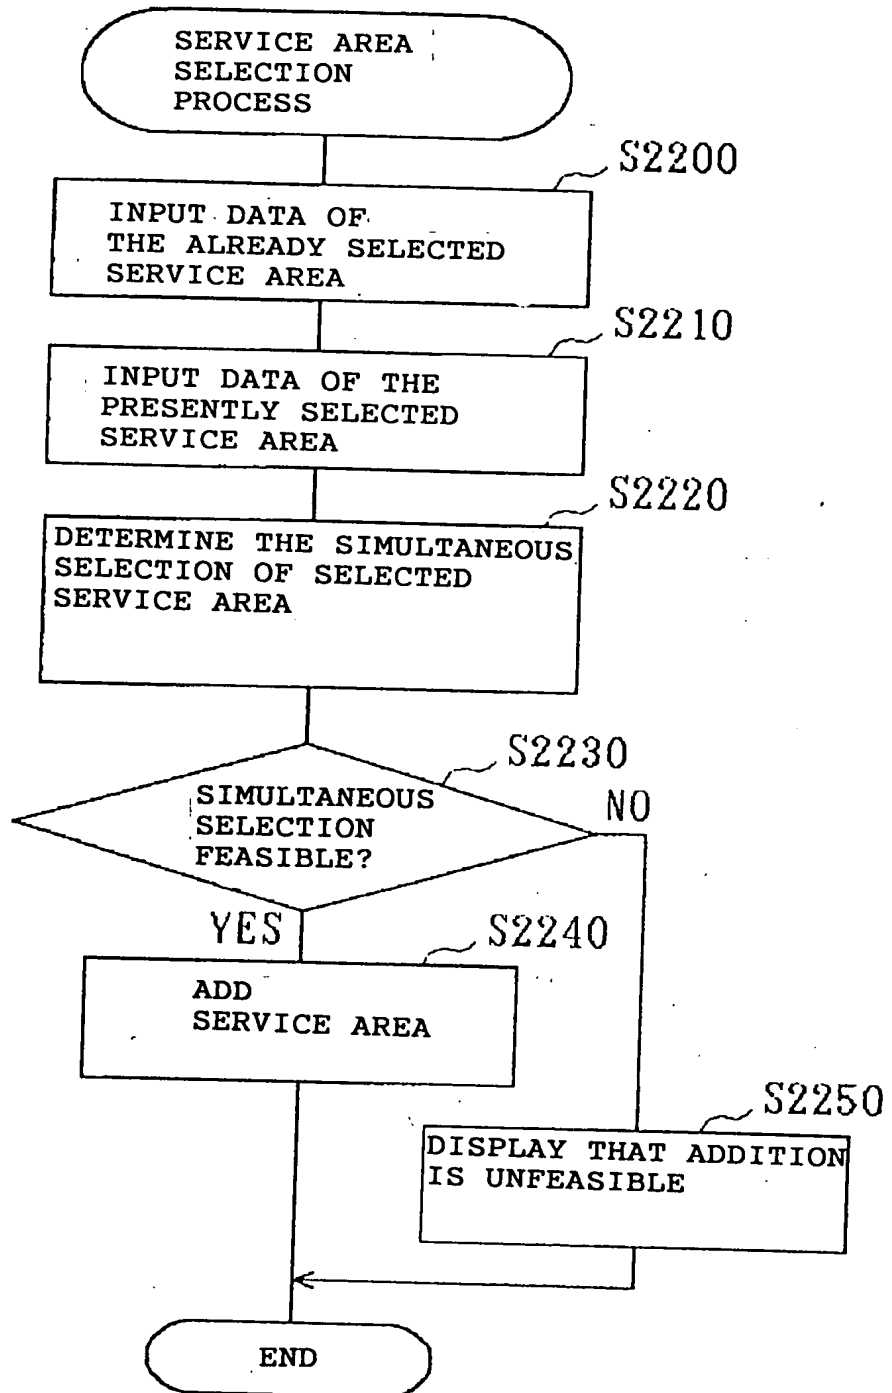 SERVICE AREA
SELECTION
PROCESS
S2200
INPUT DATA OF
THE ALREADY SELECTED
SERVICE AREA
S2210
INPUT DATA OF THE
PRESENTLY SELECTED
SERVICE AREA
S2220
DETERMINE THE SIMULTANEOUS
SELECTION OF SELECTED
SERVICE AREA
S2230
SIMULTANEOUS
SELECTION
FEASIBLE?
NO
YES
S2240
ADD
SERVICE AREA
S2250
DISPLAY THAT ADDITION
IS UNFEASIBLE
END